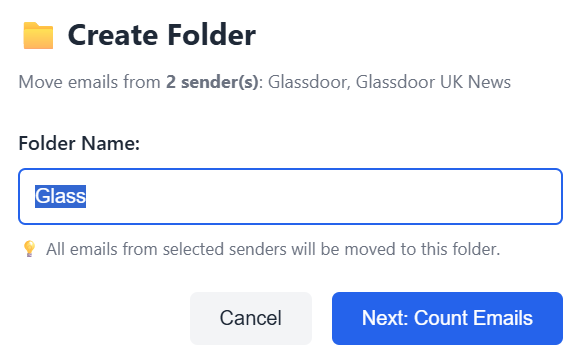 Create Folder
Move emails from 2 sender(s): Glassdoor, Glassdoor UK News
Folder Name:
Glass
All emails from selected senders will be moved to this folder.
Cancel
Next: Count Emails